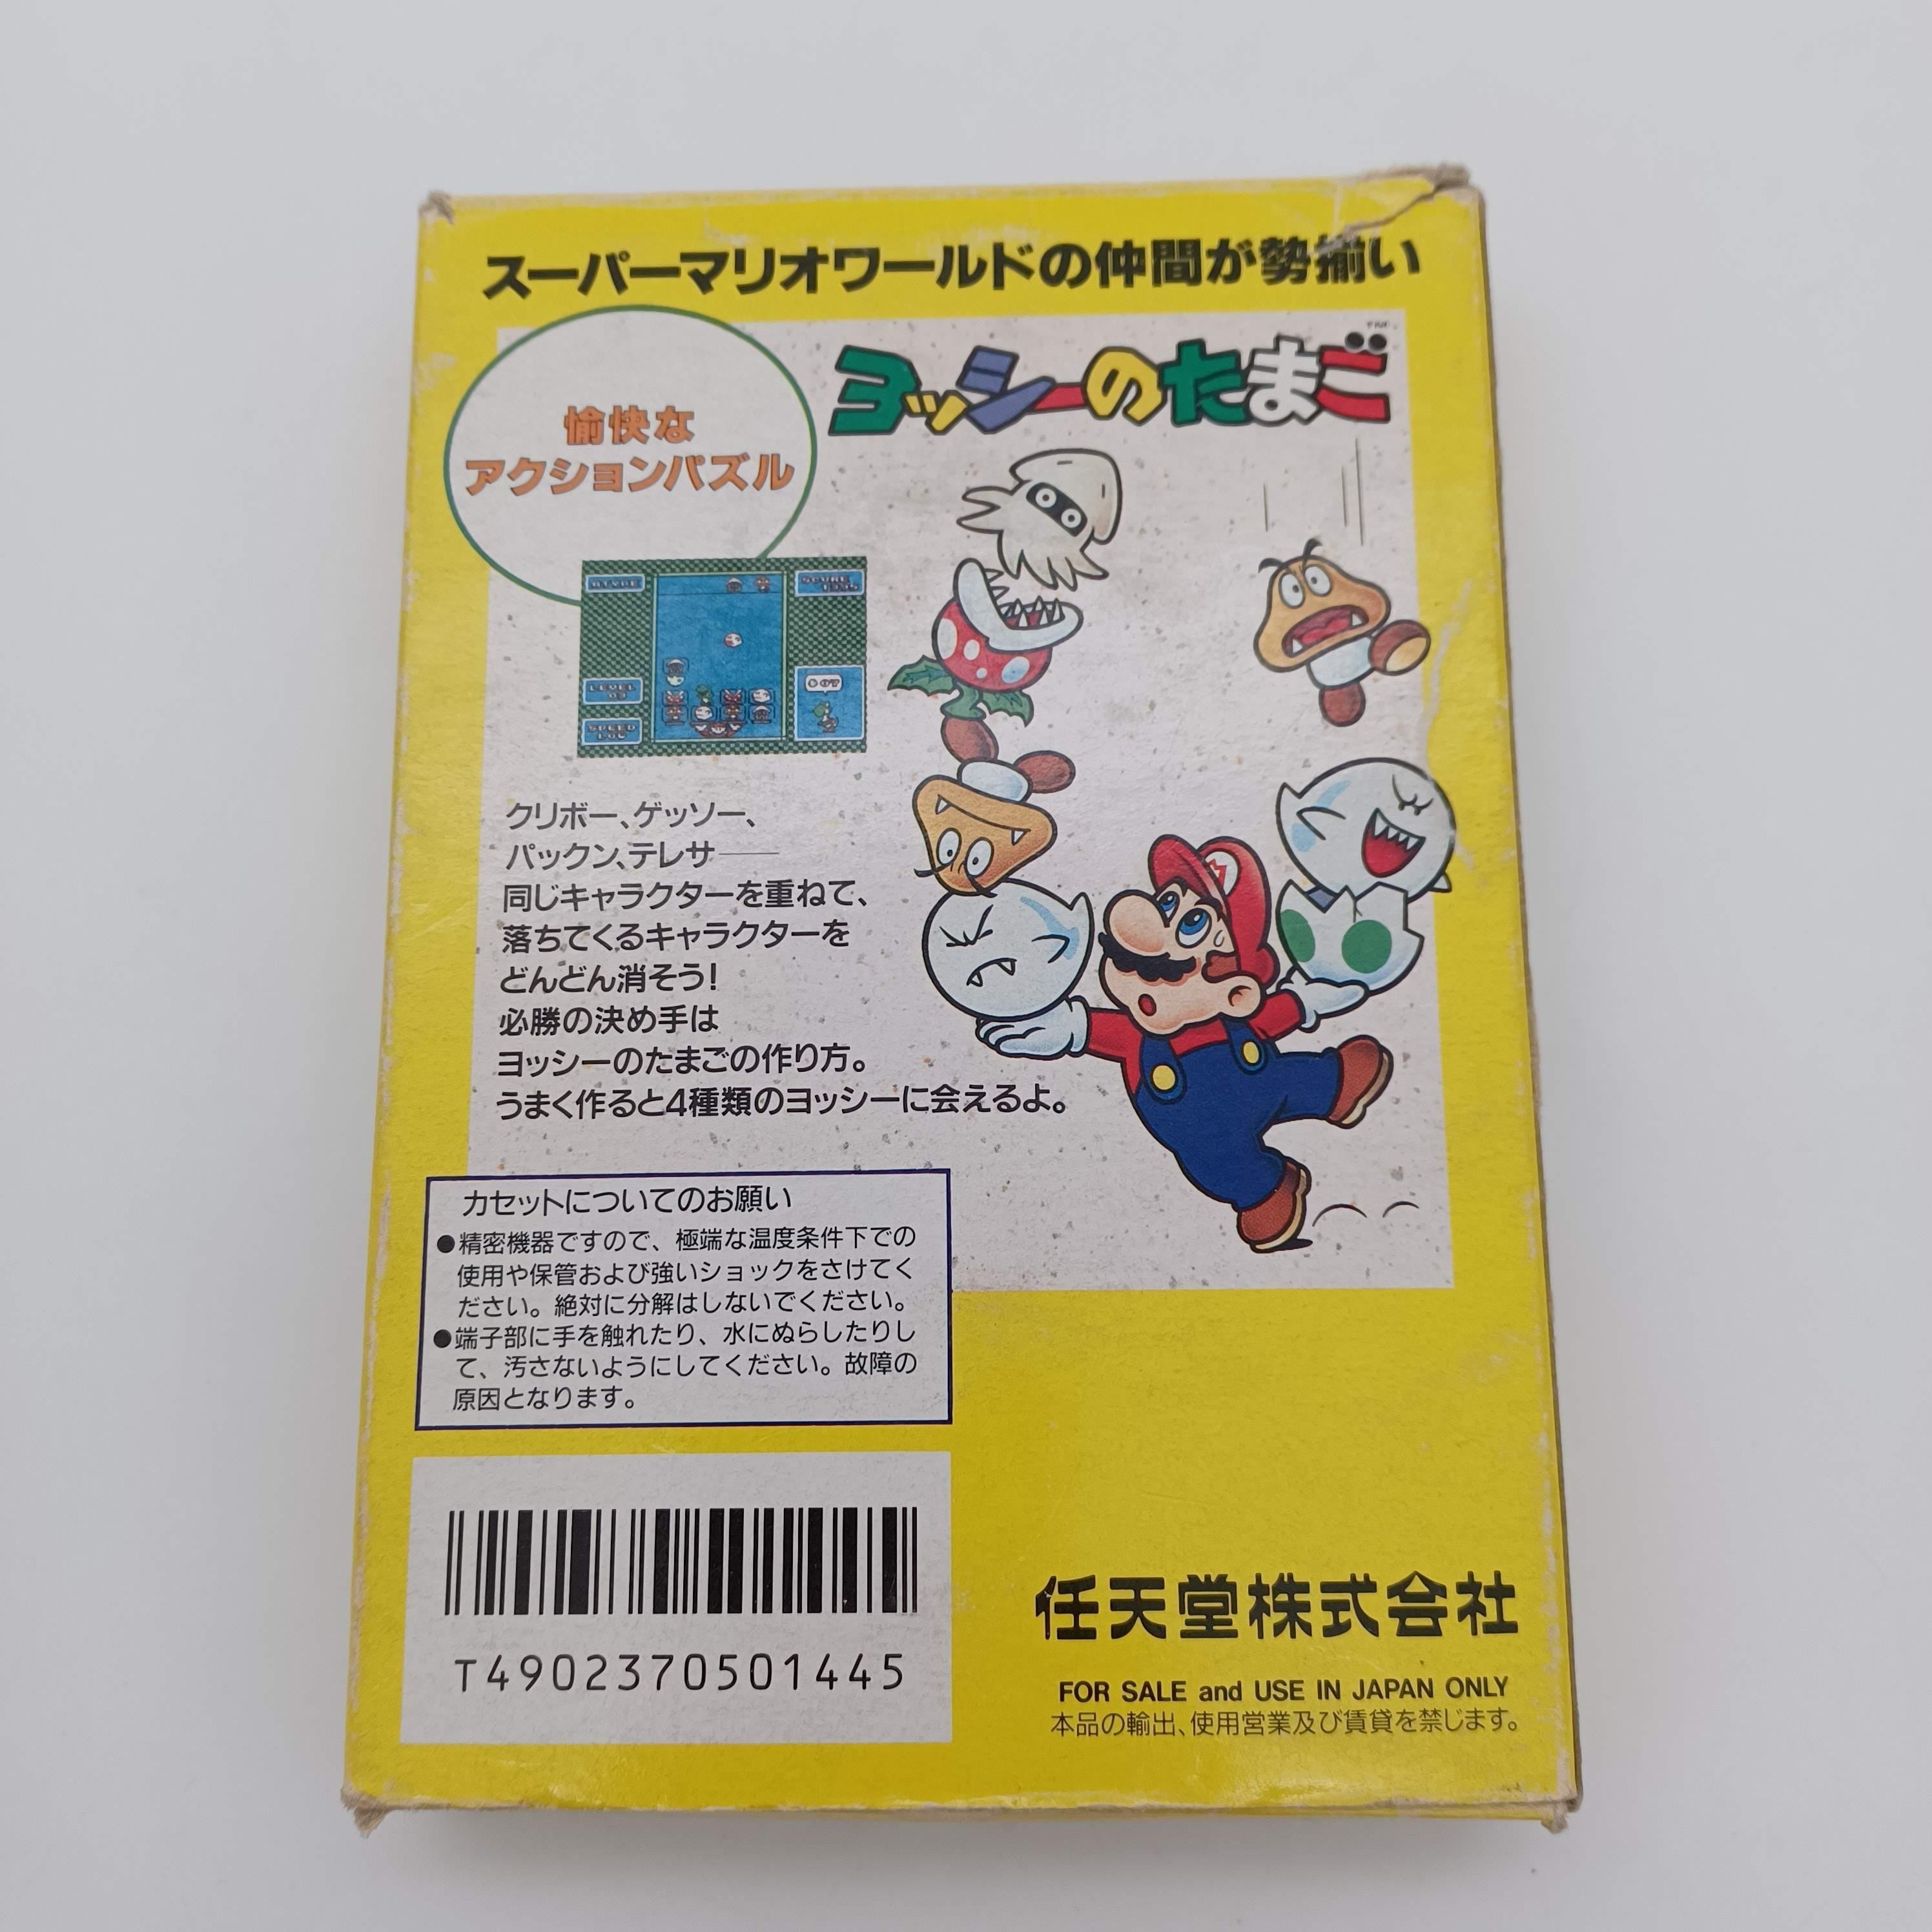 スーパーマリオワールドの仲間が勢揃い
ヨッシーのたまご
TM.
愉快な
アクションパズル
LEVEL
SPEED
LOW
SCORE
クリボー、ゲッソー、
パックン、テレサ──
同じキャラクターを重ねて、
落ちてくるキャラクターを
どんどん消そう!
必勝の決め手は
ヨッシーのたまごの作り方。
うまく作ると4種類のヨッシーに会えるよ。
カセットについてのお願い
●精密機器ですので、極端な温度条件下での
使用や保管および強いショックをさけてく
ださい。絶対に分解はしないでください。
●端子部に手を触れたり、水にぬらしたりし
て、汚さないようにしてください。故障の
原因となります。
T4902370501445
任天堂株式会社
FOR SALE and USE IN JAPAN ONLY
本品の輸出、使用営業及び賃貸を禁じます。